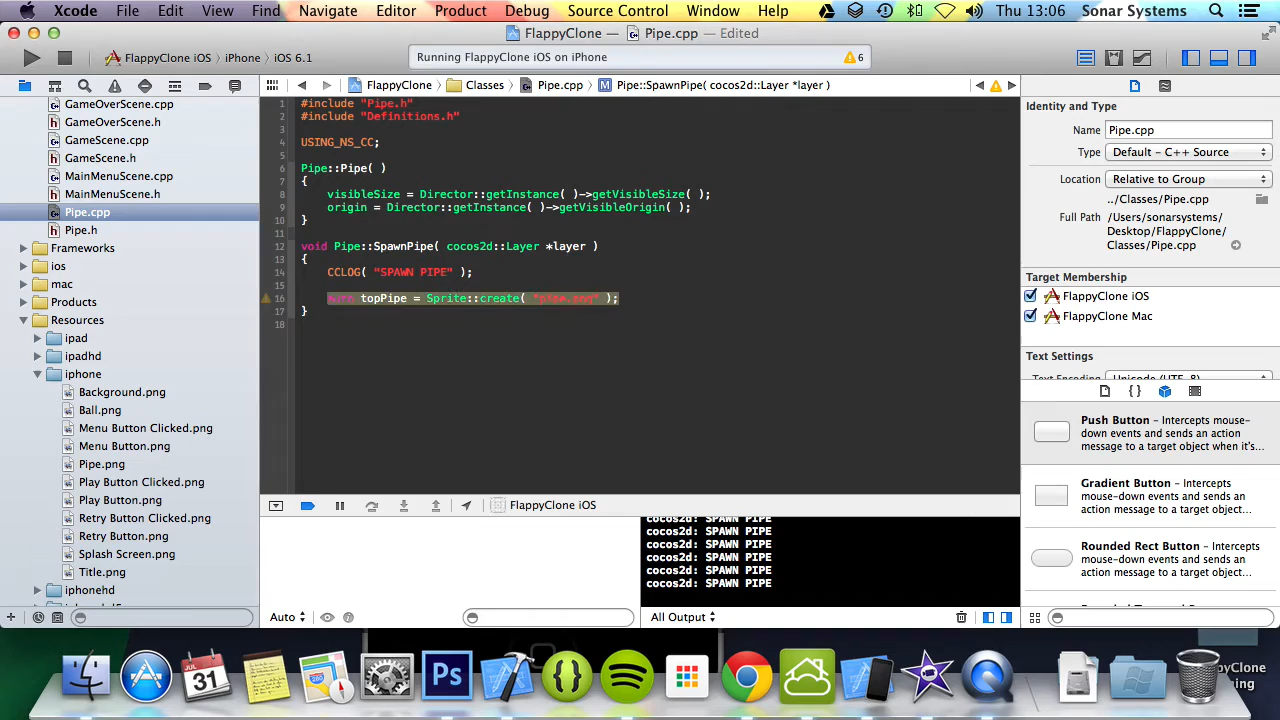 Xcode File Edit View Find Navigate Editor Product Debug Source Control Window Help Thu 13:06 Sonar Systems
FlappyClone — Pipe.cpp — Edited
FlappyClone iOS iPhone iOS 6.1 Running FlappyClone iOS on iPhone 6
FlappyClone Classes Pipe.cpp M Pipe::SpawnPipe( cocos2d::Layer *layer )
GameOverScene.cpp
GameOverScene.h
GameScene.cpp
GameScene.h
MainMenuScene.cpp
MainMenuScene.h
Pipe.cpp
Pipe.h
Frameworks
ios
mac
Products
Resources
ipad
ipadhd
iphone
Background.png
Ball.png
Menu Button Clicked.png
Menu Button.png
Pipe.png
Play Button Clicked.png
Play Button.png
Retry Button Clicked.png
Retry Button.png
Splash Screen.png
Title.png
iphonehd
1 #include "Pipe.h"
2 #include "Definitions.h"
3
4 USING_NS_CC;
5
6 Pipe::Pipe( )
7 {
8 visibleSize = Director::getInstance( )->getVisibleSize( );
9 origin = Director::getInstance( )->getVisibleOrigin( );
10 }
11
12 void Pipe::SpawnPipe( cocos2d::Layer *layer )
13 {
14 CCLOG( "SPAWN PIPE" );
15
16 auto topPipe = Sprite::create( "pipe.png" );
17 }
18
FlappyClone iOS
cocos2d: SPAWN PIPE
cocos2d: SPAWN PIPE
cocos2d: SPAWN PIPE
cocos2d: SPAWN PIPE
cocos2d: SPAWN PIPE
cocos2d: SPAWN PIPE
Auto
All Output
Identity and Type
Name Pipe.cpp
Type Default – C++ Source
Location Relative to Group
../Classes/Pipe.cpp
Full Path /Users/sonarsystems/
Desktop/FlappyClone/
Classes/Pipe.cpp
Target Membership
FlappyClone iOS
FlappyClone Mac
Text Settings
Text Encoding Unicode (UTF-8)
Push Button – Intercepts mouse-
down events and sends an action
message to a target object when it's...
Gradient Button – Intercepts
mouse-down events and sends an
action message to a target object...
Rounded Rect Button – Intercepts
mouse-down events and sends an
action message to a target object...
JUL
31
280
Ps